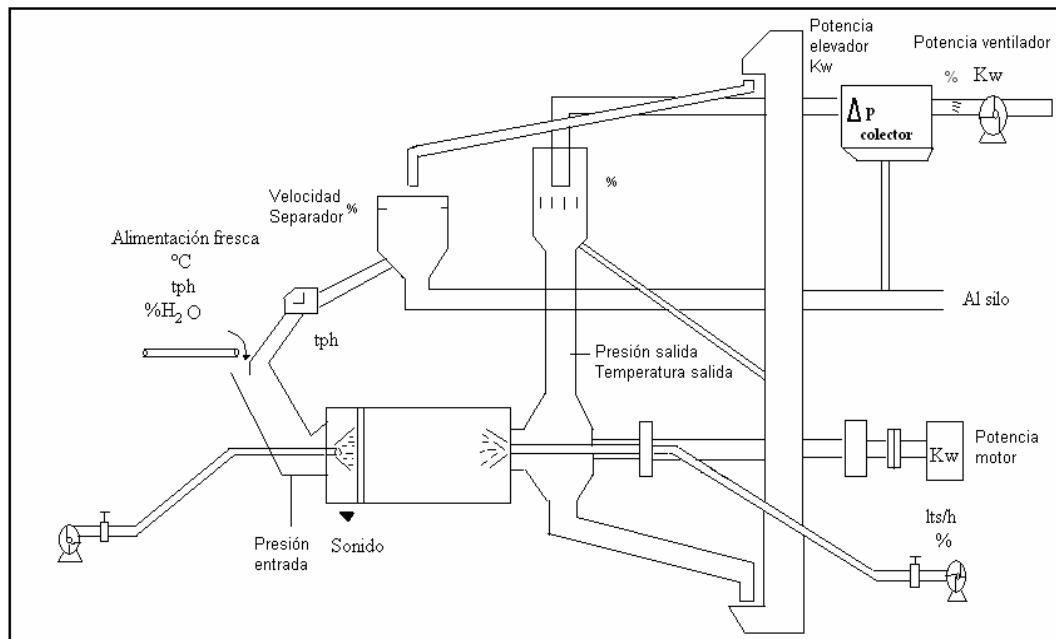 Potencia
elevador
Kw
Potencia ventilador
% Kw
Δ P
colector
%
Velocidad
Separador %
Alimentación fresca
ºC
tph
%H2O
tph
Al silo
Presión salida
Temperatura salida
Kw
Potencia
motor
Presión
entrada
Sonido
lts/h
%